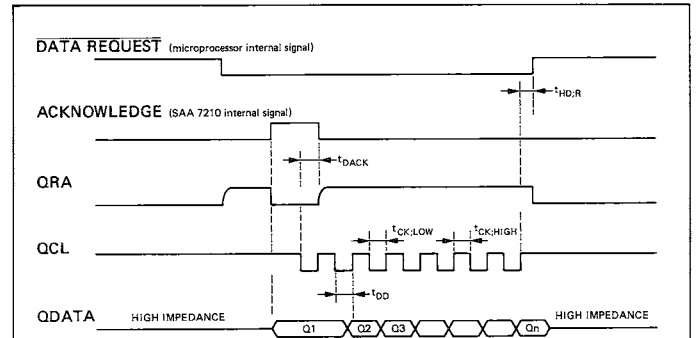 DATA REQUEST (microprocessor internal signal)
tHD;R
ACKNOWLEDGE (SAA 7210 internal signal)
tDACK
QRA
tCK;LOW
tCK;HIGH
QCL
tDD
QDATA
HIGH IMPEDANCE
Q1
Q2
Q3
Qn
HIGH IMPEDANCE